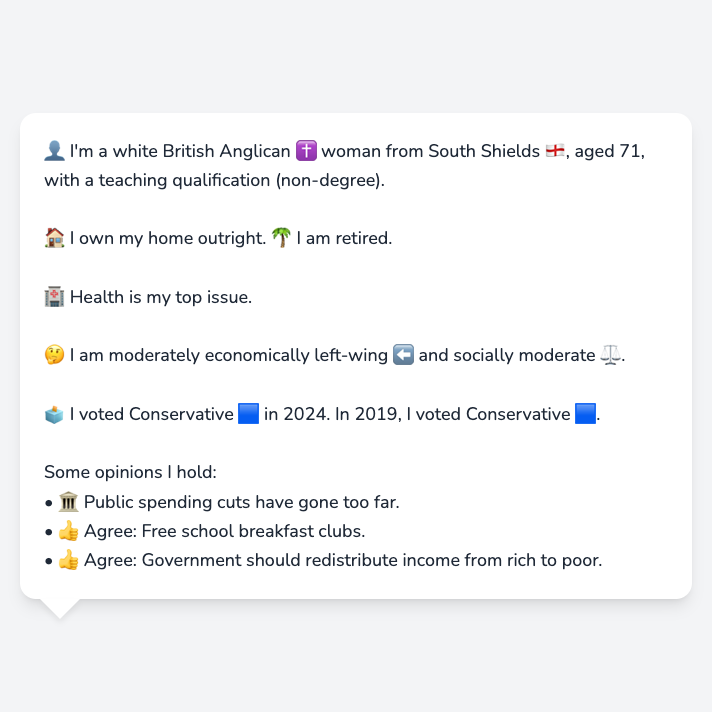 👤 I'm a white British Anglican ✝️ woman from South Shields 🏴󠁧󠁢󠁥󠁮󠁧󠁿, aged 71,
with a teaching qualification (non-degree).
🏠 I own my home outright. 🌴 I am retired.
🏥 Health is my top issue.
🤔 I am moderately economically left-wing ⬅️ and socially moderate ⚖️.
🗳️ I voted Conservative 🟦 in 2024. In 2019, I voted Conservative 🟦.
Some opinions I hold:
• 🏛️ Public spending cuts have gone too far.
• 👍 Agree: Free school breakfast clubs.
• 👍 Agree: Government should redistribute income from rich to poor.